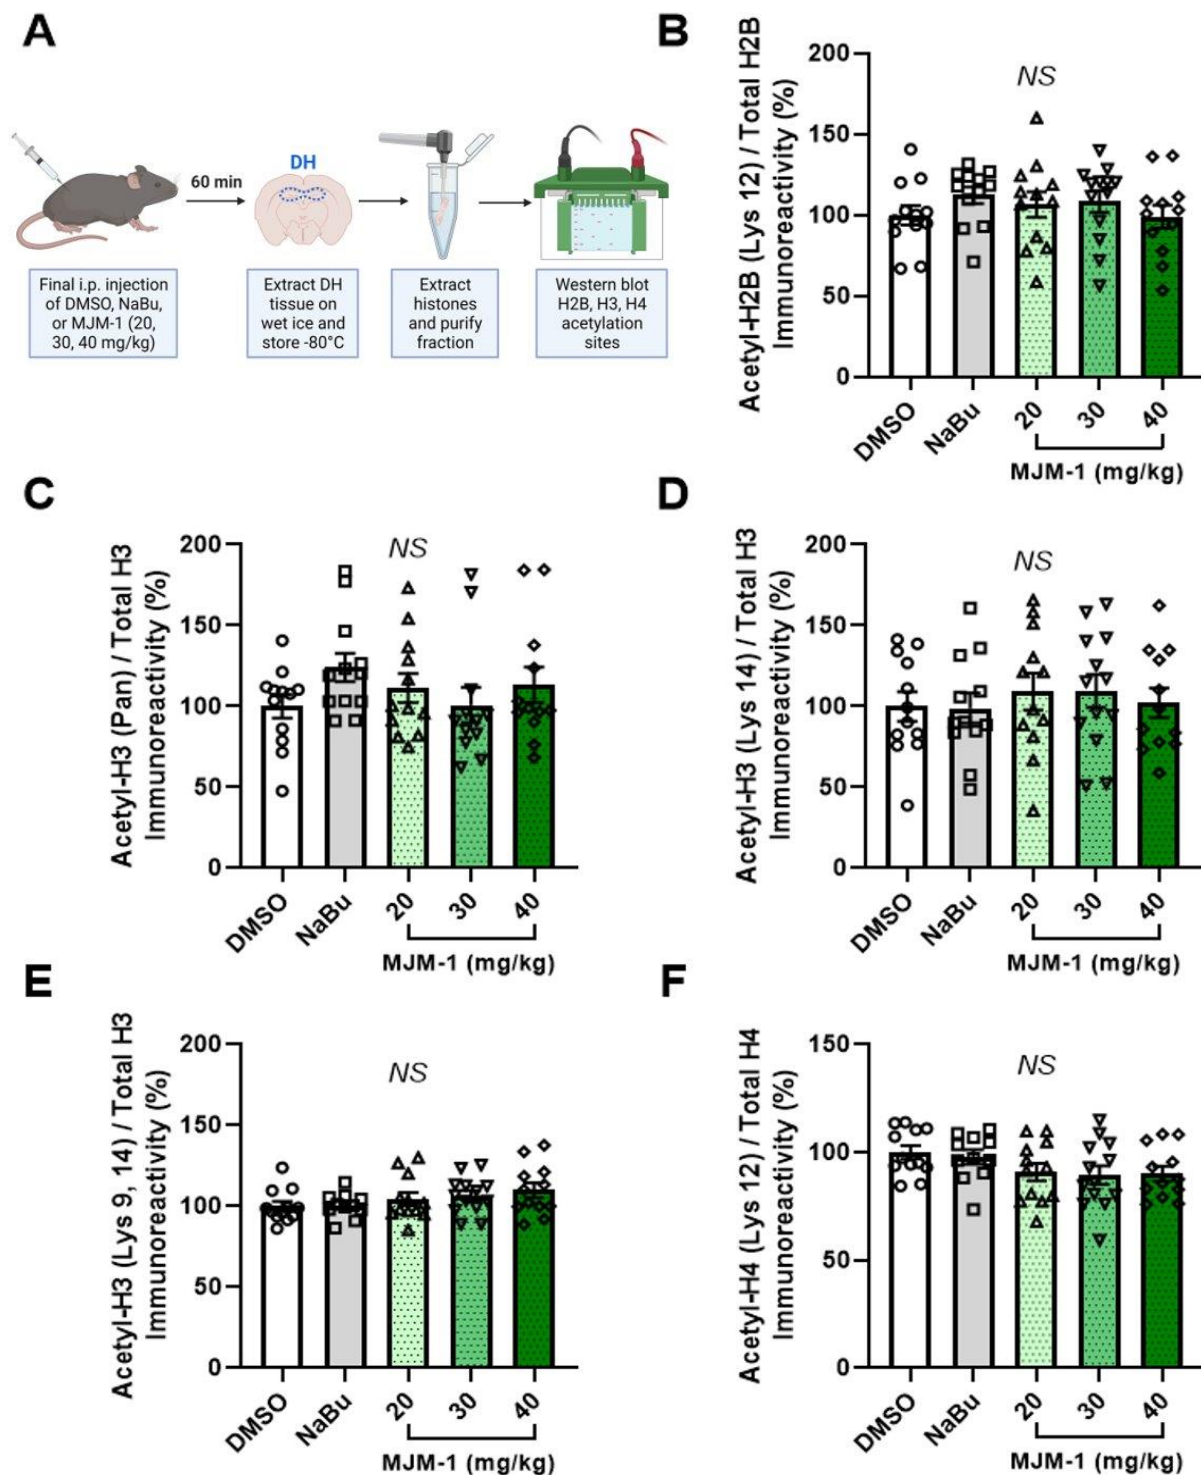 A
60 min
DH
Final i.p. injection
of DMSO, NaBu,
or MJM-1 (20,
30, 40 mg/kg)
Extract DH
tissue on
wet ice and
store -80°C
Extract
histones
and purify
fraction
Western blot
H2B, H3, H4
acetylation
sites
B
Acetyl-H2B (Lys 12) / Total H2B
Immunoreactivity (%)
200
150
100
50
0
NS
DMSO
NaBu
20
30
40
MJM-1 (mg/kg)
C
Acetyl-H3 (Pan) / Total H3
Immunoreactivity (%)
200
150
100
50
0
NS
DMSO
NaBu
20
30
40
MJM-1 (mg/kg)
D
Acetyl-H3 (Lys 14) / Total H3
Immunoreactivity (%)
200
150
100
50
0
NS
DMSO
NaBu
20
30
40
MJM-1 (mg/kg)
E
Acetyl-H3 (Lys 9, 14) / Total H3
Immunoreactivity (%)
200
150
100
50
0
NS
DMSO
NaBu
20
30
40
MJM-1 (mg/kg)
F
Acetyl-H4 (Lys 12) / Total H4
Immunoreactivity (%)
150
100
50
0
NS
DMSO
NaBu
20
30
40
MJM-1 (mg/kg)